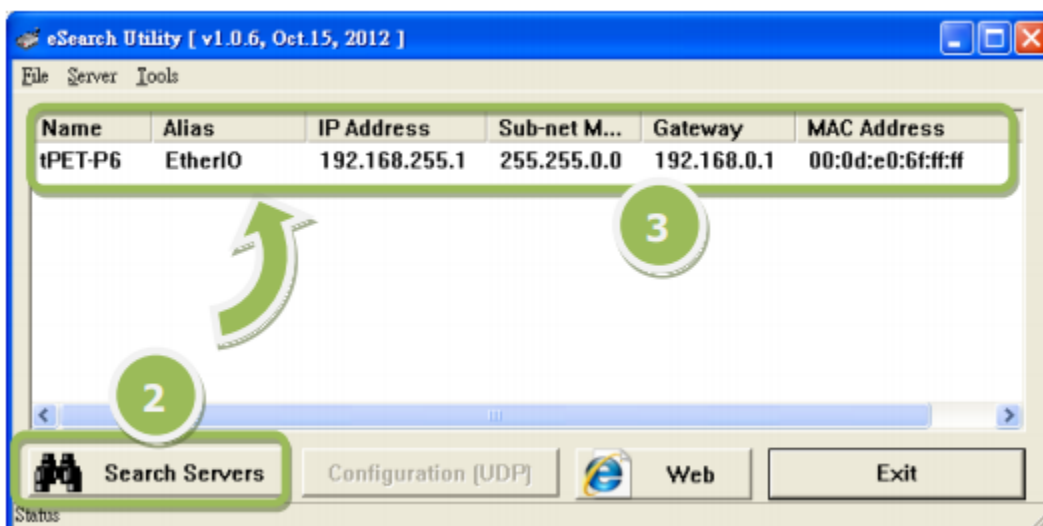 eSearch Utility [ v1.0.6, Oct.15, 2012 ]
File Server Tools
Name Alias IP Address Sub-net M... Gateway MAC Address
tPET-P6 EtherIO 192.168.255.1 255.255.0.0 192.168.0.1 00:0d:e0:6f:ff:ff
3
2
Search Servers Configuration (UDP) Web Exit
Status